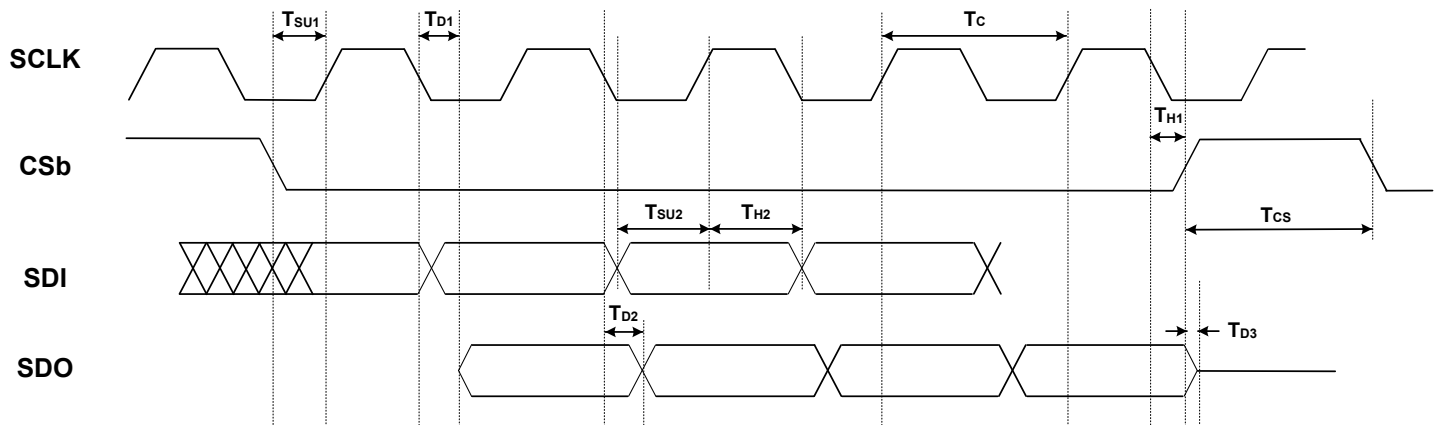 TSU1 TD1 TC
SCLK
TH1
CSb
TSU2 TH2 TCS
SDI
TD2 TD3
SDO